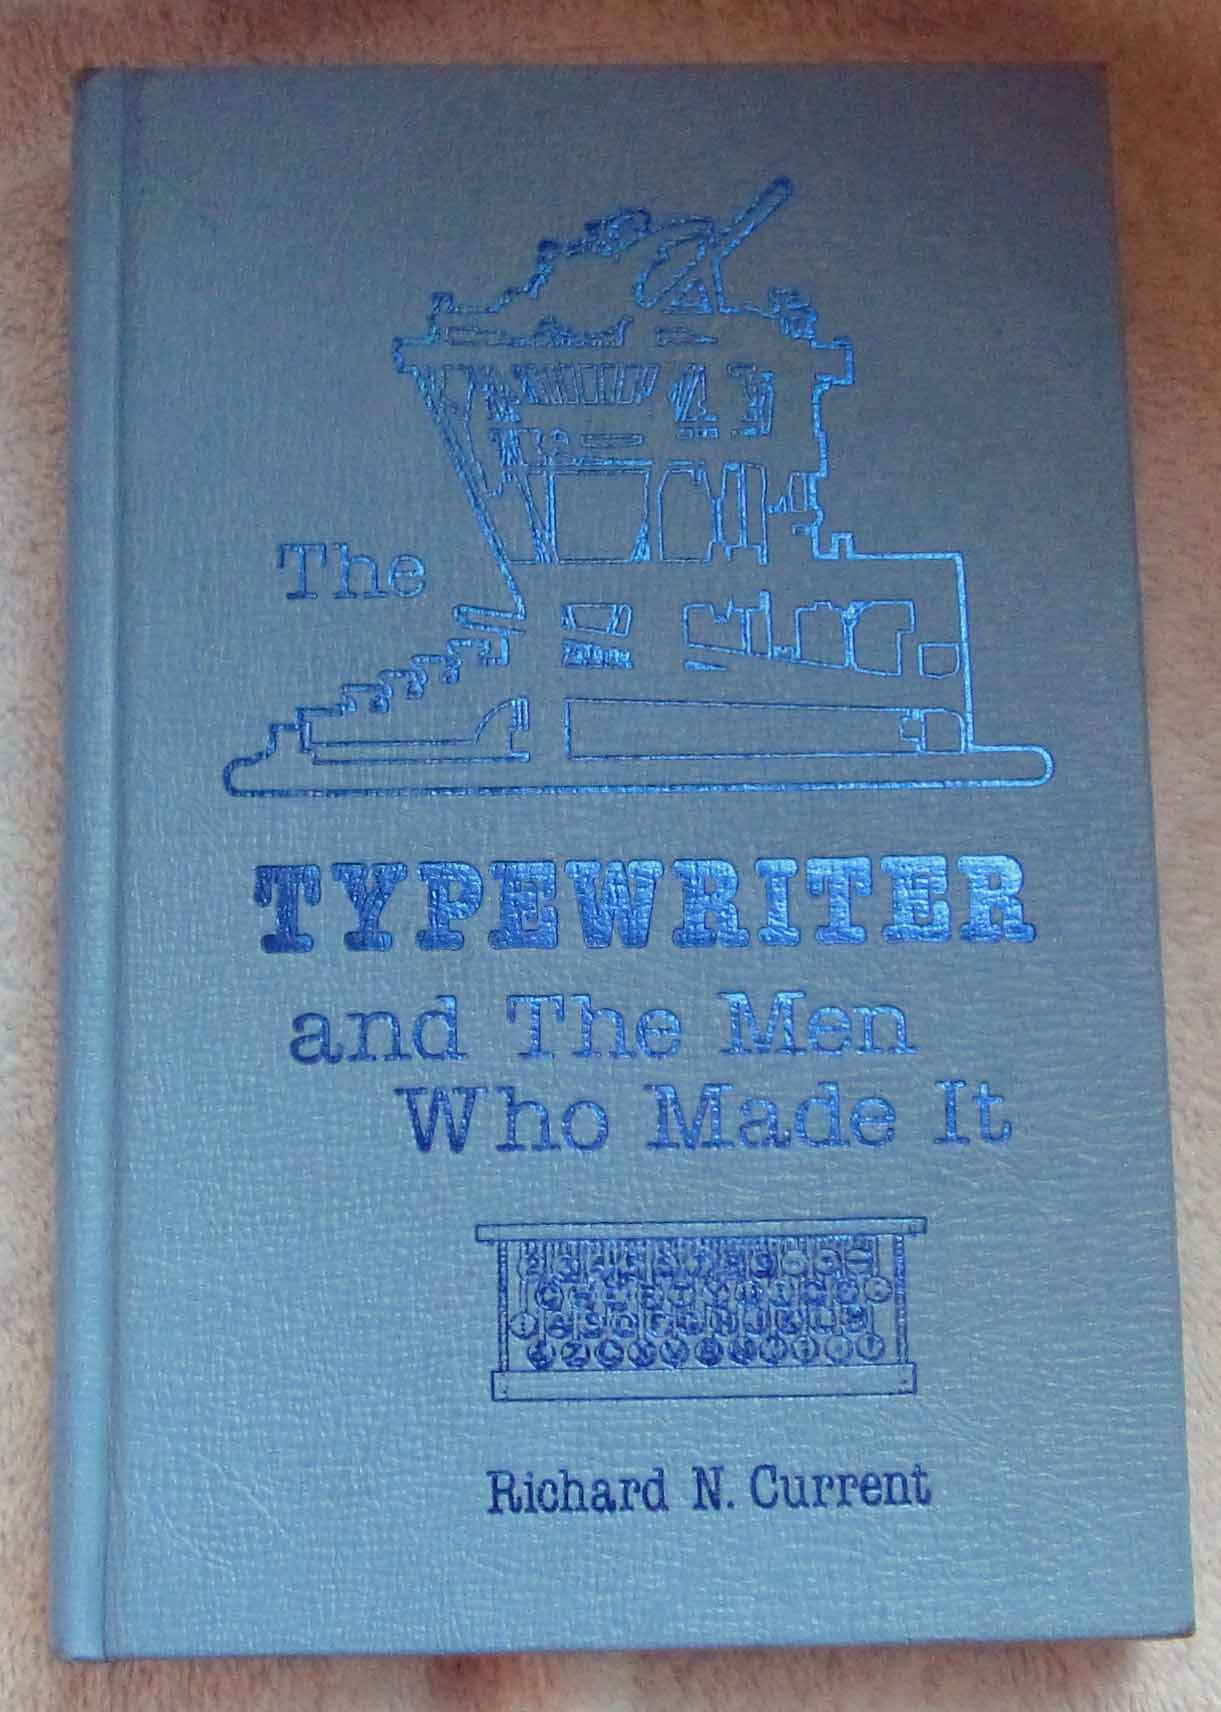 The
TYPEWRITER
and The Men
Who Made It
Richard N. Current